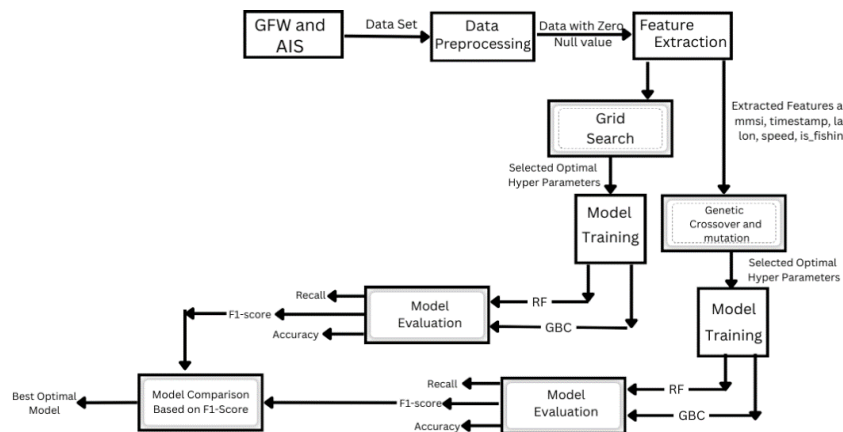 GFW and
AIS
Data Set
Data
Preprocessing
Data with Zero
Null value
Feature
Extraction
Extracted Features a
mmsi, timestamp, la
lon, speed, is_fishin
Grid
Search
Selected Optimal
Hyper Parameters
Model
Training
Genetic
Crossover and
mutation
Selected Optimal
Hyper Parameters
Model
Training
RF
GBC
Model
Evaluation
Recall
F1-score
Accuracy
RF
GBC
Model
Evaluation
Recall
F1-score
Accuracy
Model Comparison
Based on F1-Score
Best Optimal
Model